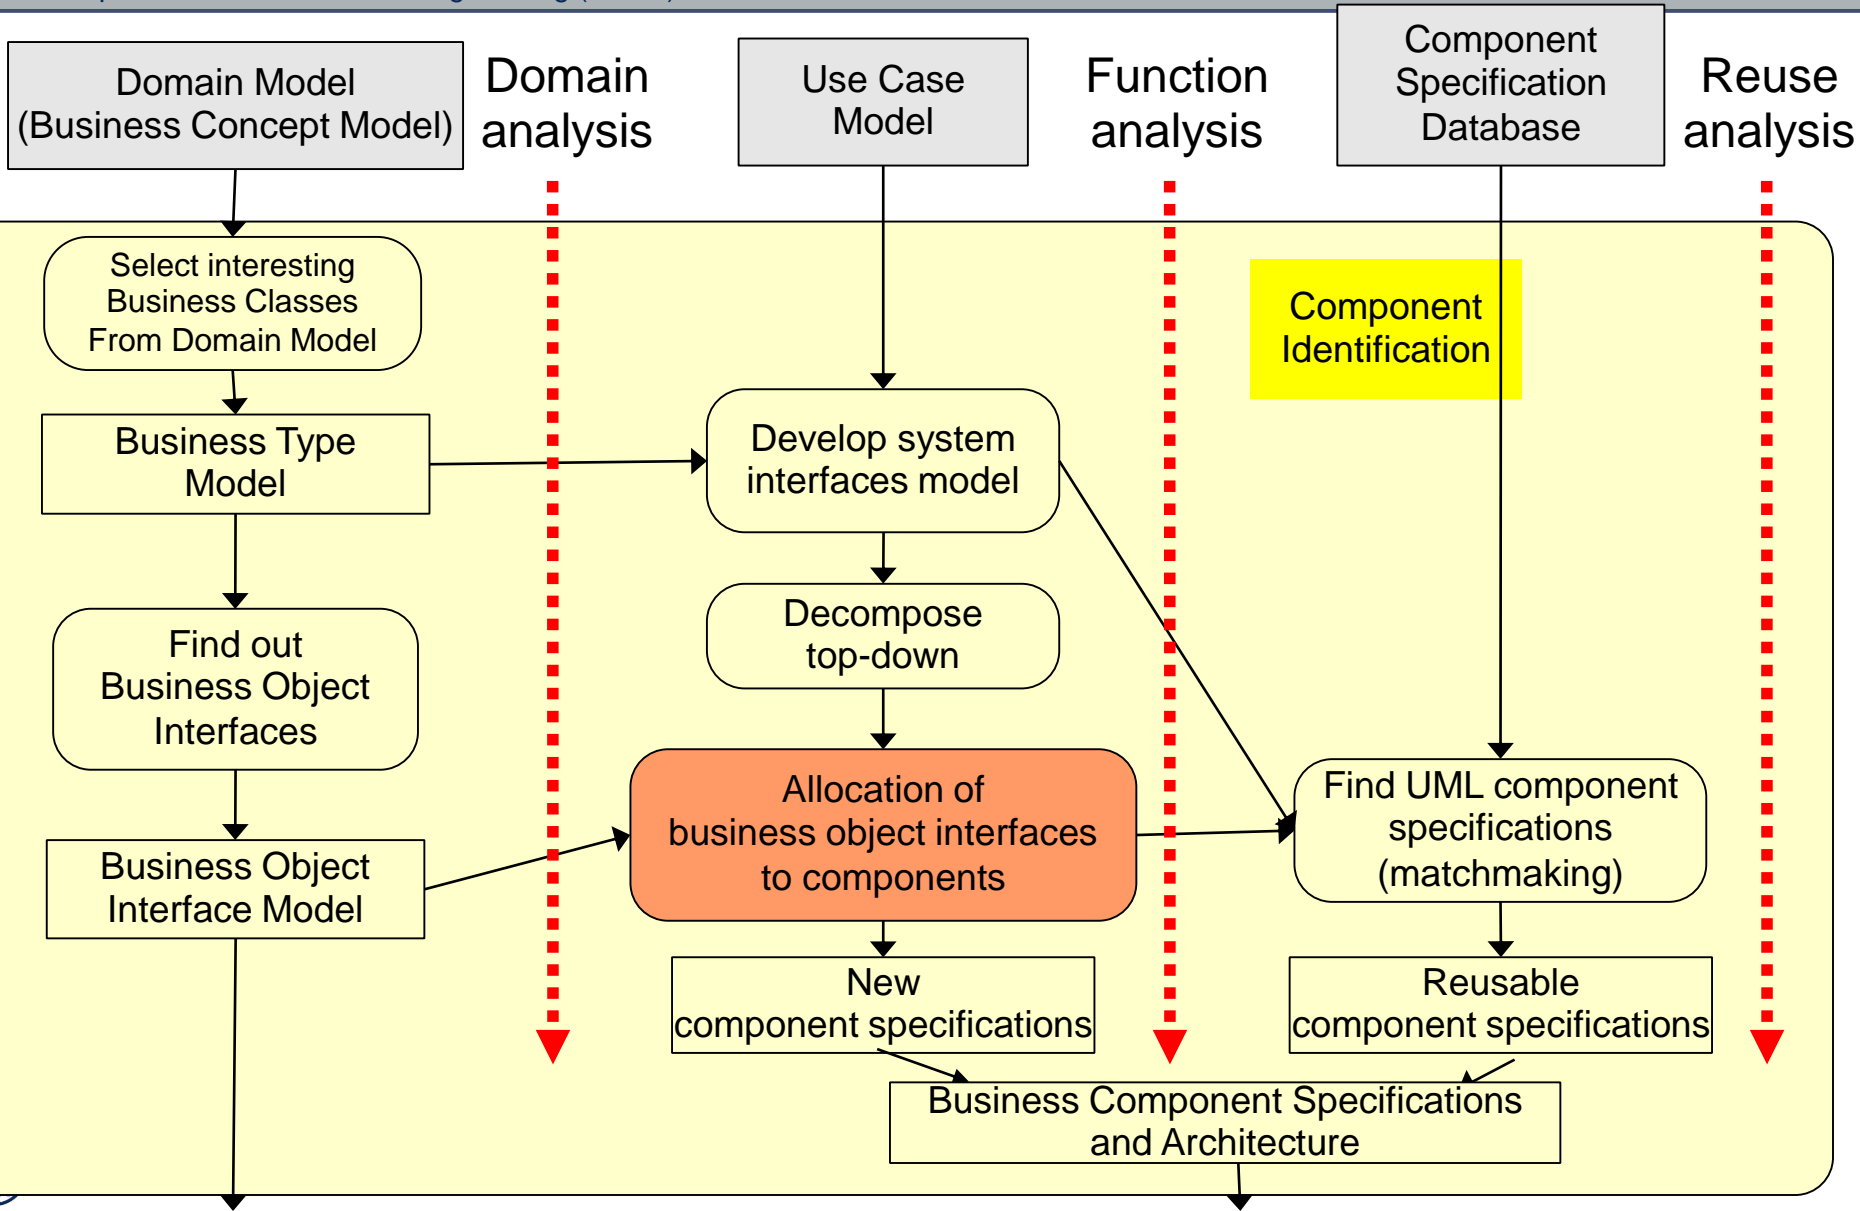 Domain Model
(Business Concept Model)
Domain
analysis
Use Case
Model
Function
analysis
Component
Specification
Database
Reuse
analysis
Select interesting
Business Classes
From Domain Model
Component
Identification
Business Type
Model
Develop system
interfaces model
Decompose
top-down
Find out
Business Object
Interfaces
Allocation of
business object interfaces
to components
Find UML component
specifications
(matchmaking)
Business Object
Interface Model
New
component specifications
Reusable
component specifications
Business Component Specifications
and Architecture